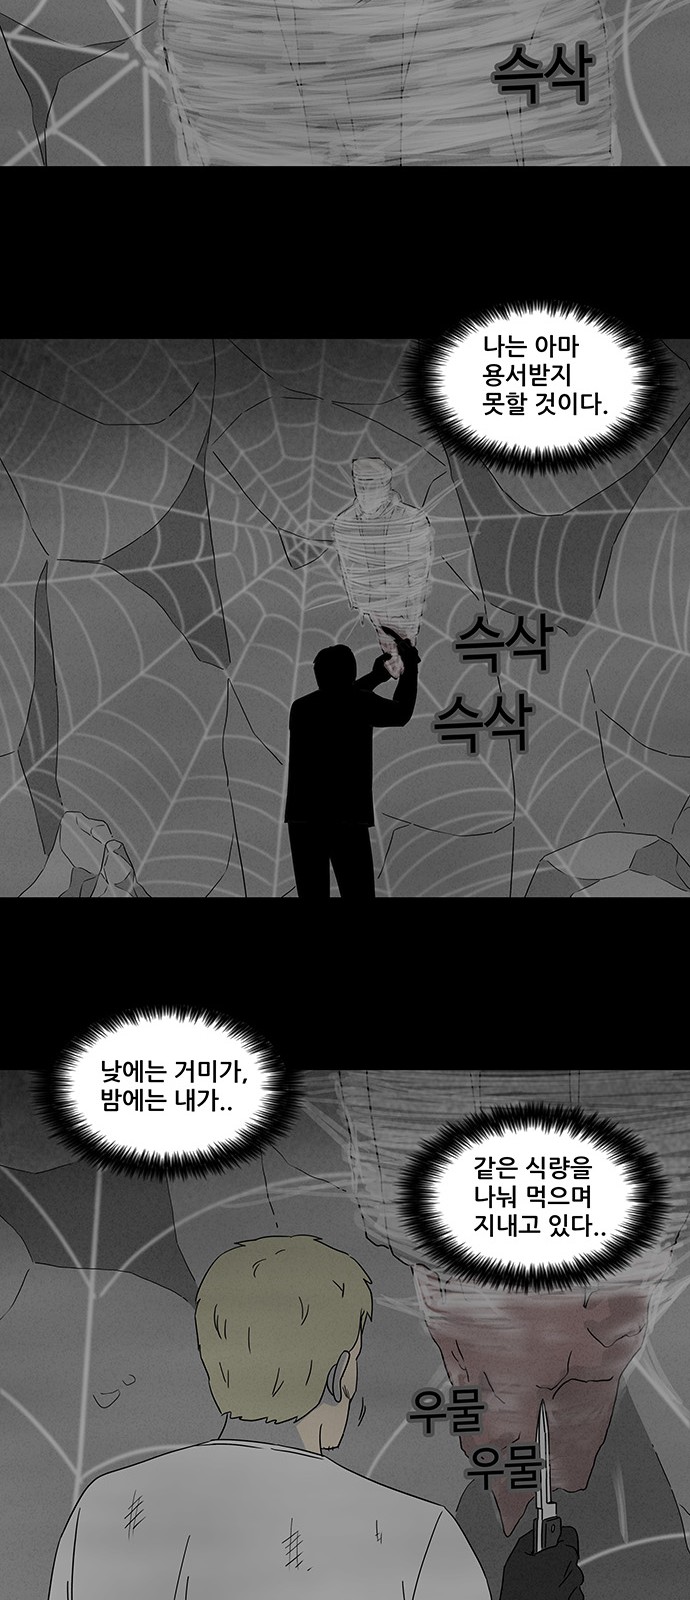 슥삭
나는 아마
용서받지
못할 것이다.
슥삭
슥삭
낮에는 거미가,
밤에는 내가..
같은 식량을
나눠 먹으며
지내고 있다..
우물
우물